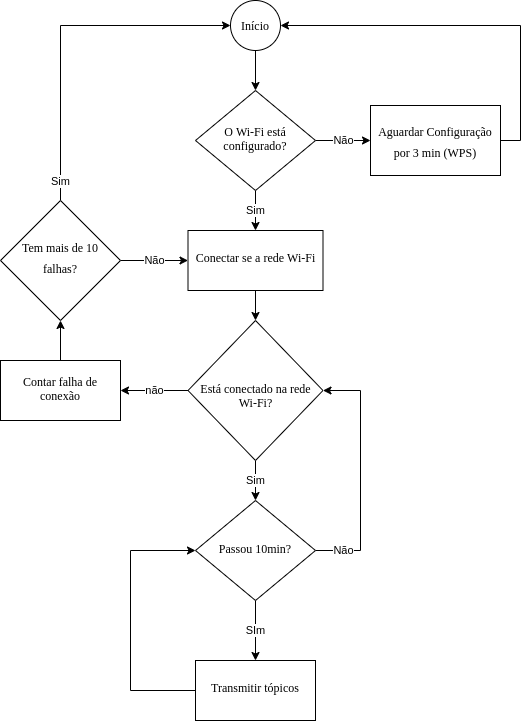 Início
O Wi-Fi está
configurado?
Não
Aguardar Configuração
por 3 min (WPS)
Sim
Sim
Tem mais de 10
falhas?
Não
Conectar se a rede Wi-Fi
Contar falha de
conexão
não
Está conectado na rede
Wi-Fi?
Sim
Passou 10min?
Não
SIm
Transmitir tópicos